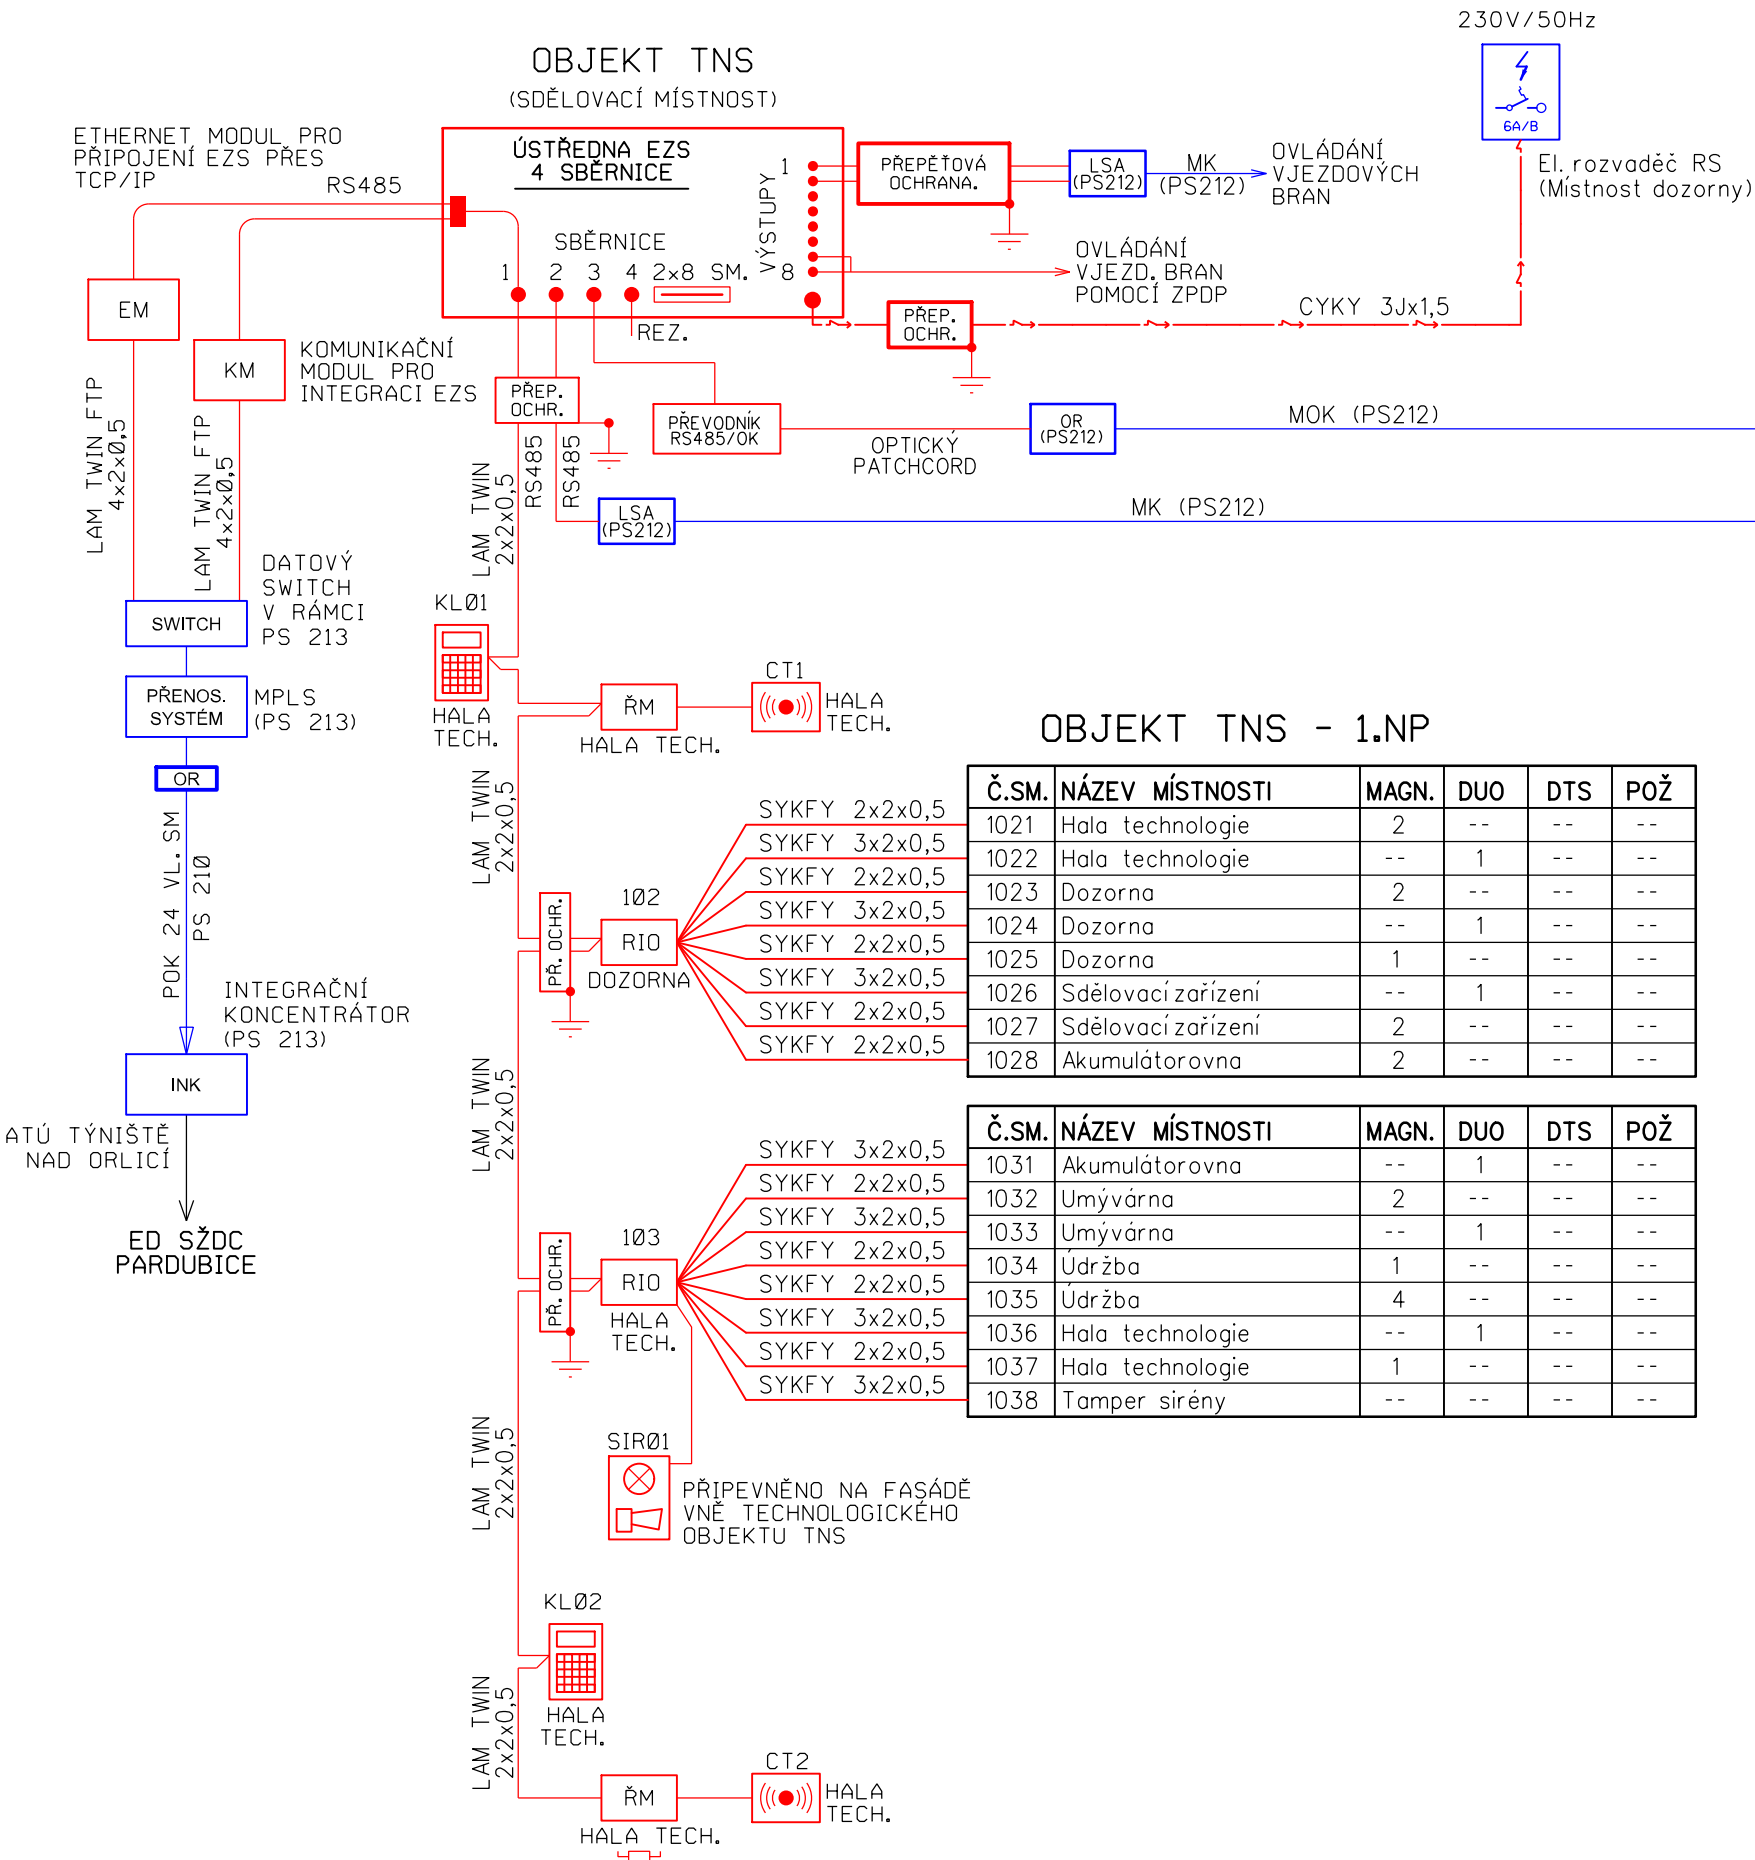 230V/50Hz
OBJEKT TNS
(SDĚLOVACÍ MÍSTNOST)
6A/B
El. rozvaděč RS
(Místnost dozorny)
ETHERNET MODUL PRO
PŘIPOJENÍ EZS PŘES
TCP/IP
RS485
ÚSTŘEDNA EZS
4 SBĚRNICE
VÝSTUPY
1
8
SBĚRNICE
1 2 3 4 2x8 SM.
REZ.
PŘEPĚŤOVÁ
OCHRANA.
LSA
(PS212)
MK
(PS212)
OVLÁDÁNÍ
VJEZDOVÝCH
BRAN
OVLÁDÁNÍ
VJEZD. BRAN
POMOCÍ ZPDP
PŘEP.
OCHR.
CYKY 3Jx1,5
EM
KM
KOMUNIKAČNÍ
MODUL PRO
INTEGRACI EZS
PŘEP.
OCHR.
PŘEVODNÍK
RS485/OK
OPTICKÝ
PATCHCORD
OR
(PS212)
MOK (PS212)
LAM TWIN FTP
4x2x0,5
LAM TWIN FTP
4x2x0,5
LAM TWIN
2x2x0,5
RS485
RS485
LSA
(PS212)
MK (PS212)
DATOVÝ
SWITCH
V RÁMCI
PS 213
SWITCH
PŘENOS.
SYSTÉM
MPLS
(PS 213)
OR
POK 24 VL. SM
PS 210
INTEGRAČNÍ
KONCENTRÁTOR
(PS 213)
INK
ATÚ TÝNIŠTĚ
NAD ORLICÍ
ED SŽDC
PARDUBICE
KLØ1
HALA
TECH.
ŘM
HALA TECH.
CT1
HALA
TECH.
LAM TWIN
2x2x0,5
OBJEKT TNS - 1.NP
PŘ. OCHR.
1Ø2
RIO
DOZORNA
SYKFY 2x2x0,5
SYKFY 3x2x0,5
SYKFY 2x2x0,5
SYKFY 3x2x0,5
SYKFY 2x2x0,5
SYKFY 3x2x0,5
SYKFY 2x2x0,5
SYKFY 2x2x0,5
Č.SM. NÁZEV MÍSTNOSTI MAGN. DUO DTS POŽ
1021 Hala technologie 2 -- -- --
1022 Hala technologie -- 1 -- --
1023 Dozorna 2 -- -- --
1024 Dozorna -- 1 -- --
1025 Dozorna 1 -- -- --
1026 Sdělovací zařízení -- 1 -- --
1027 Sdělovací zařízení 2 -- -- --
1028 Akumulátorovna 2 -- -- --
LAM TWIN
2x2x0,5
PŘ. OCHR.
1Ø3
RIO
HALA
TECH.
SYKFY 3x2x0,5
SYKFY 2x2x0,5
SYKFY 3x2x0,5
SYKFY 2x2x0,5
SYKFY 2x2x0,5
SYKFY 3x2x0,5
SYKFY 2x2x0,5
SYKFY 3x2x0,5
Č.SM. NÁZEV MÍSTNOSTI MAGN. DUO DTS POŽ
1031 Akumulátorovna -- 1 -- --
1032 Umývárna 2 -- -- --
1033 Umývárna -- 1 -- --
1034 Údržba 1 -- -- --
1035 Údržba 4 -- -- --
1036 Hala technologie -- 1 -- --
1037 Hala technologie 1 -- -- --
1038 Tamper sirény -- -- -- --
LAM TWIN
2x2x0,5
SIRØ1
PŘIPEVNĚNO NA FASÁDĚ
VNĚ TECHNOLOGICKÉHO
OBJEKTU TNS
KLØ2
HALA
TECH.
LAM TWIN
2x2x0,5
ŘM
HALA TECH.
CT2
HALA
TECH.